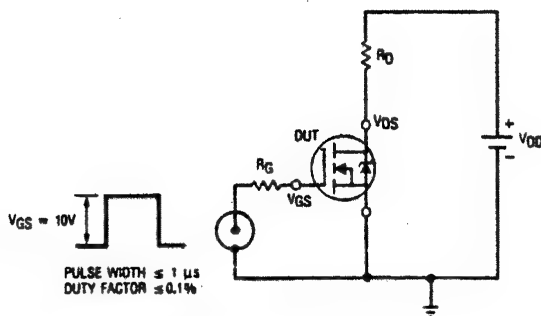 RD
VDS
DUT
+
VDD
−
RG
VGS
VGS = 10V
PULSE WIDTH ≤ 1 µs
DUTY FACTOR ≤ 0.1%